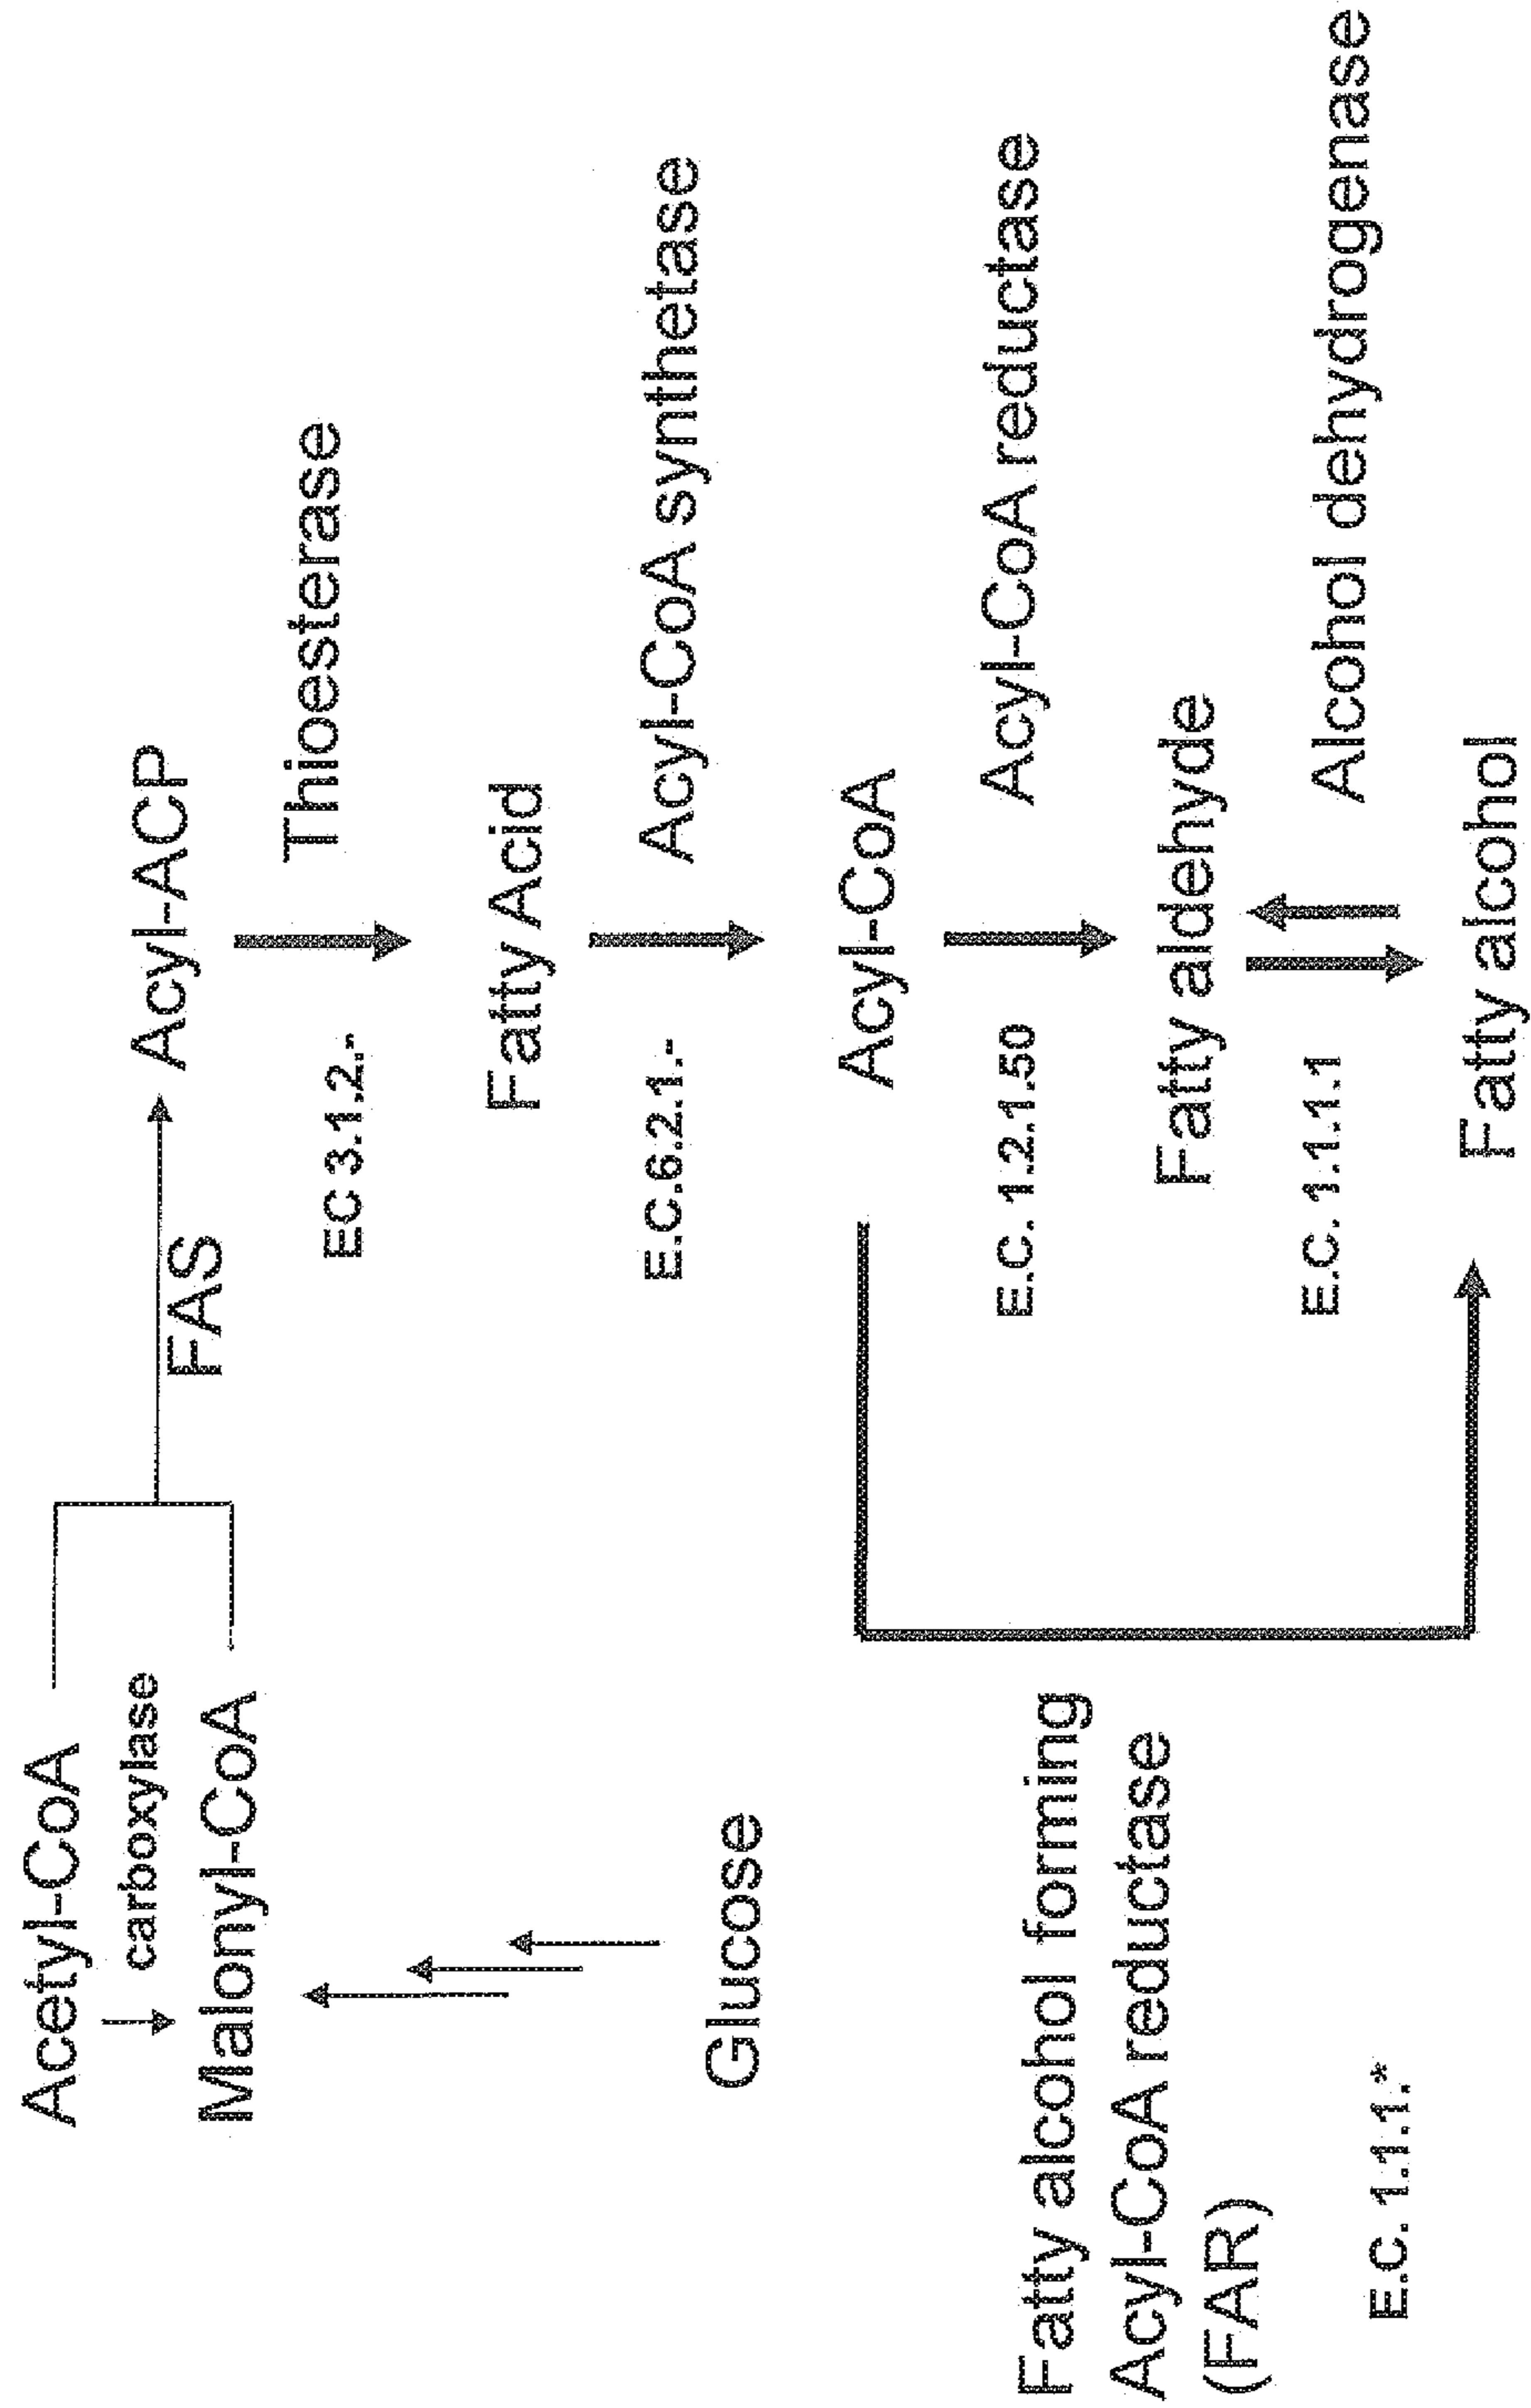 Acetyl-CoA
carboxylase
Malonyl-CoA
Glucose
FAS
Acyl-ACP
EC 3.1.2.-
Thioesterase
Fatty Acid
E.C.6.2.1.-
Acyl-CoA synthetase
Acyl-CoA
E.C. 1.2.1.50
Acyl-CoA reductase
Fatty aldehyde
E.C. 1.1.1.1
Alcohol dehydrogenase
Fatty alcohol
Fatty alcohol forming
Acyl-CoA reductase
(FAR)
E.C. 1.1.1.*